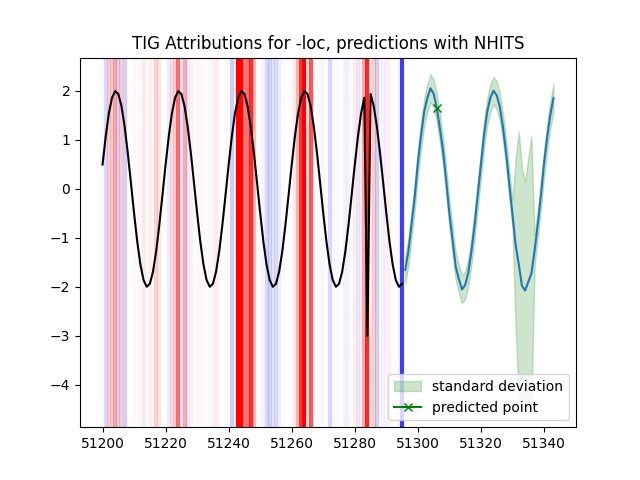 TIG Attributions for -loc, predictions with NHITS
2
1
0
−1
−2
−3
−4
standard deviation
predicted point
51200 51220 51240 51260 51280 51300 51320 51340